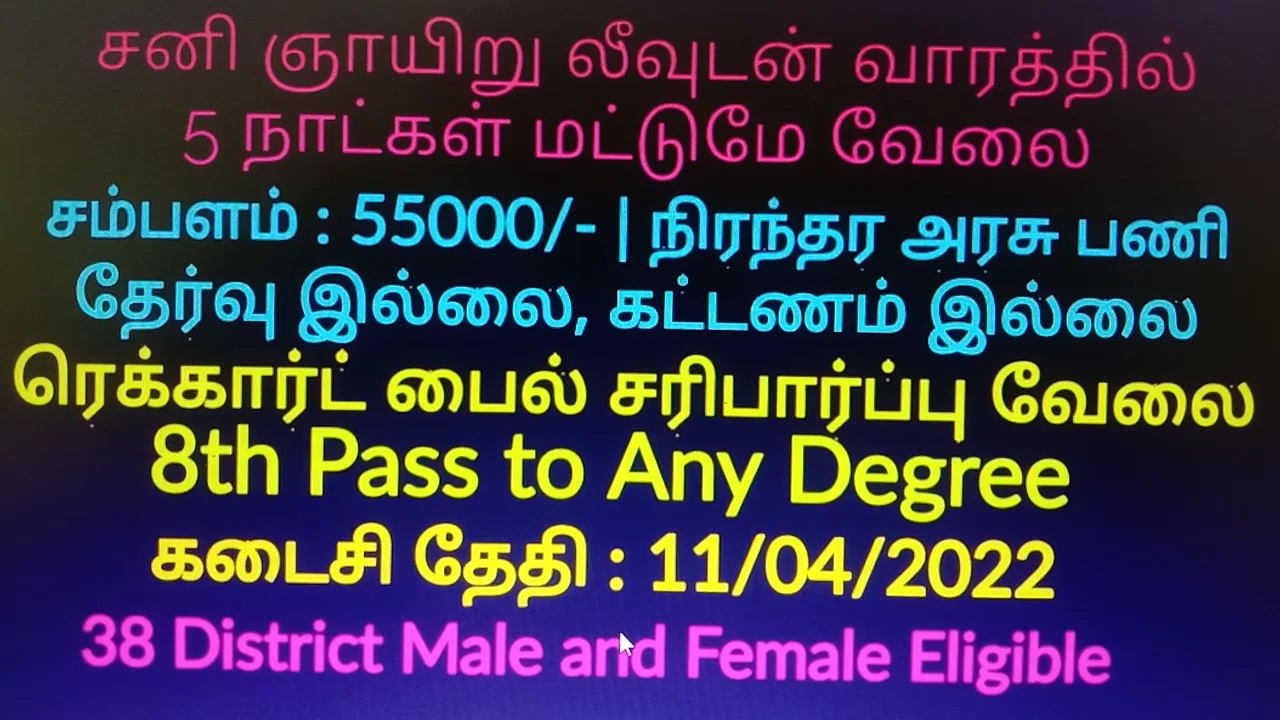 சனி ஞாயிறு லீவுடன் வாரத்தில்
5 நாட்கள் மட்டுமே வேலை
சம்பளம் : 55000/- | நிரந்தர அரசு பணி
தேர்வு இல்லை, கட்டணம் இல்லை
ரெக்கார்ட் பைல் சரிபார்ப்பு வேலை
8th Pass to Any Degree
கடைசி தேதி : 11/04/2022
38 District Male and Female Eligible